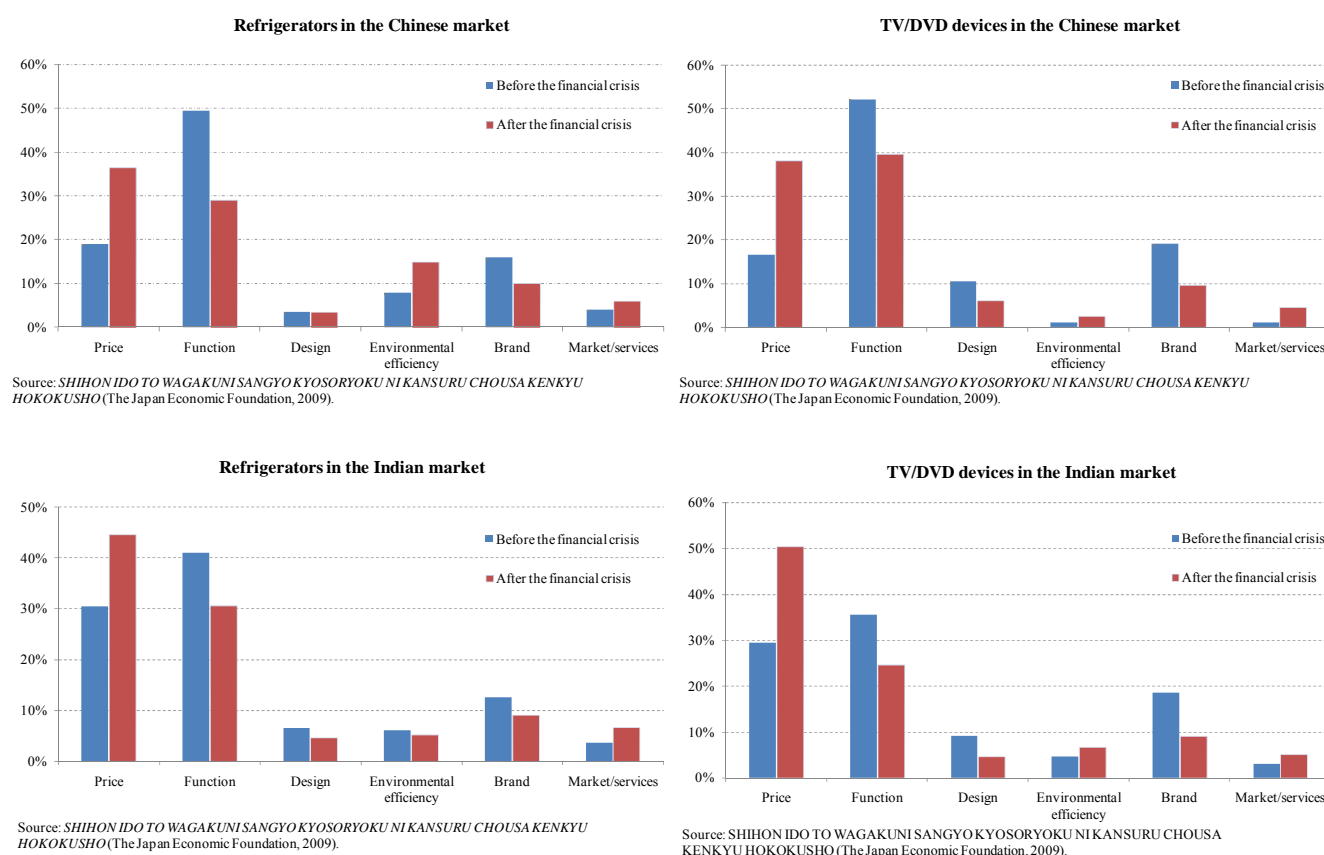 Refrigerators in the Chinese market
60%
50%
40%
30%
20%
10%
0%
Before the financial crisis
After the financial crisis
Price Function Design Environmental efficiency Brand Market/services
Source: SHIHON IDO TO WAGAKUNI SANGYO KYOSORYOKU NI KANSURU CHOUSA KENKYU
HOKOKUSHO (The Japan Economic Foundation, 2009).
TV/DVD devices in the Chinese market
60%
50%
40%
30%
20%
10%
0%
Before the financial crisis
After the financial crisis
Price Function Design Environmental efficiency Brand Market/services
Source: SHIHON IDO TO WAGAKUNI SANGYO KYOSORYOKU NI KANSURU CHOUSA KENKYU
HOKOKUSHO (The Japan Economic Foundation, 2009).
Refrigerators in the Indian market
50%
40%
30%
20%
10%
0%
Before the financial crisis
After the financial crisis
Price Function Design Environmental efficiency Brand Market/services
Source: SHIHON IDO TO WAGAKUNI SANGYO KYOSORYOKU NI KANSURU CHOUSA KENKYU
HOKOKUSHO (The Japan Economic Foundation, 2009).
TV/DVD devices in the Indian market
60%
50%
40%
30%
20%
10%
0%
Before the financial crisis
After the financial crisis
Price Function Design Environmental efficiency Brand Market/services
Source: SHIHON IDO TO WAGAKUNI SANGYO KYOSORYOKU NI KANSURU CHOUSA
KENKYU HOKOKUSHO (The Japan Economic Foundation, 2009).